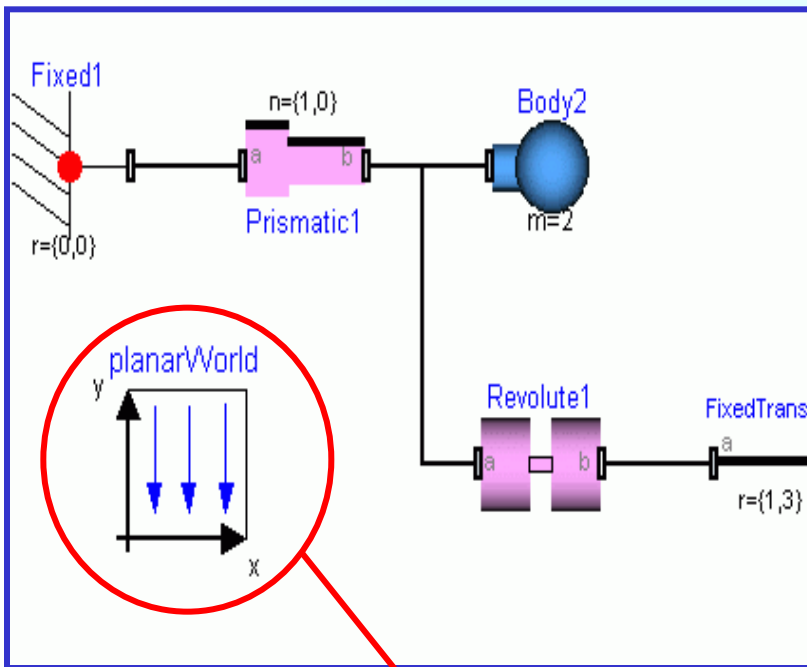 Fixed1
r={0,0}
n={1,0}
a b
Prismatic1
Body2
m=2
planarWorld
y
x
Revolute1
a b
FixedTrans
a
r={1,3}